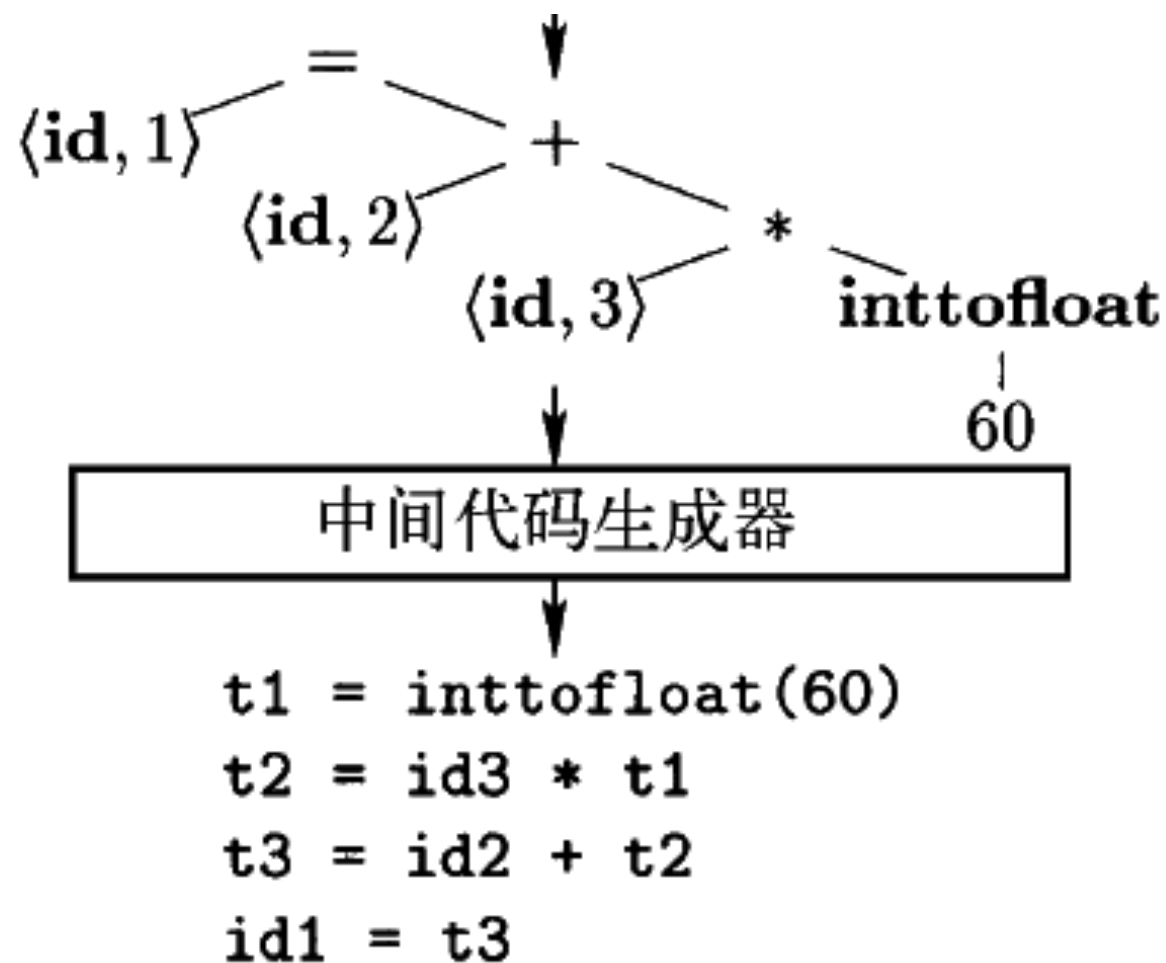 =
⟨id, 1⟩
+
⟨id, 2⟩
*
⟨id, 3⟩
inttofloat
60
中间代码生成器
t1 = inttofloat(60)
t2 = id3 * t1
t3 = id2 + t2
id1 = t3